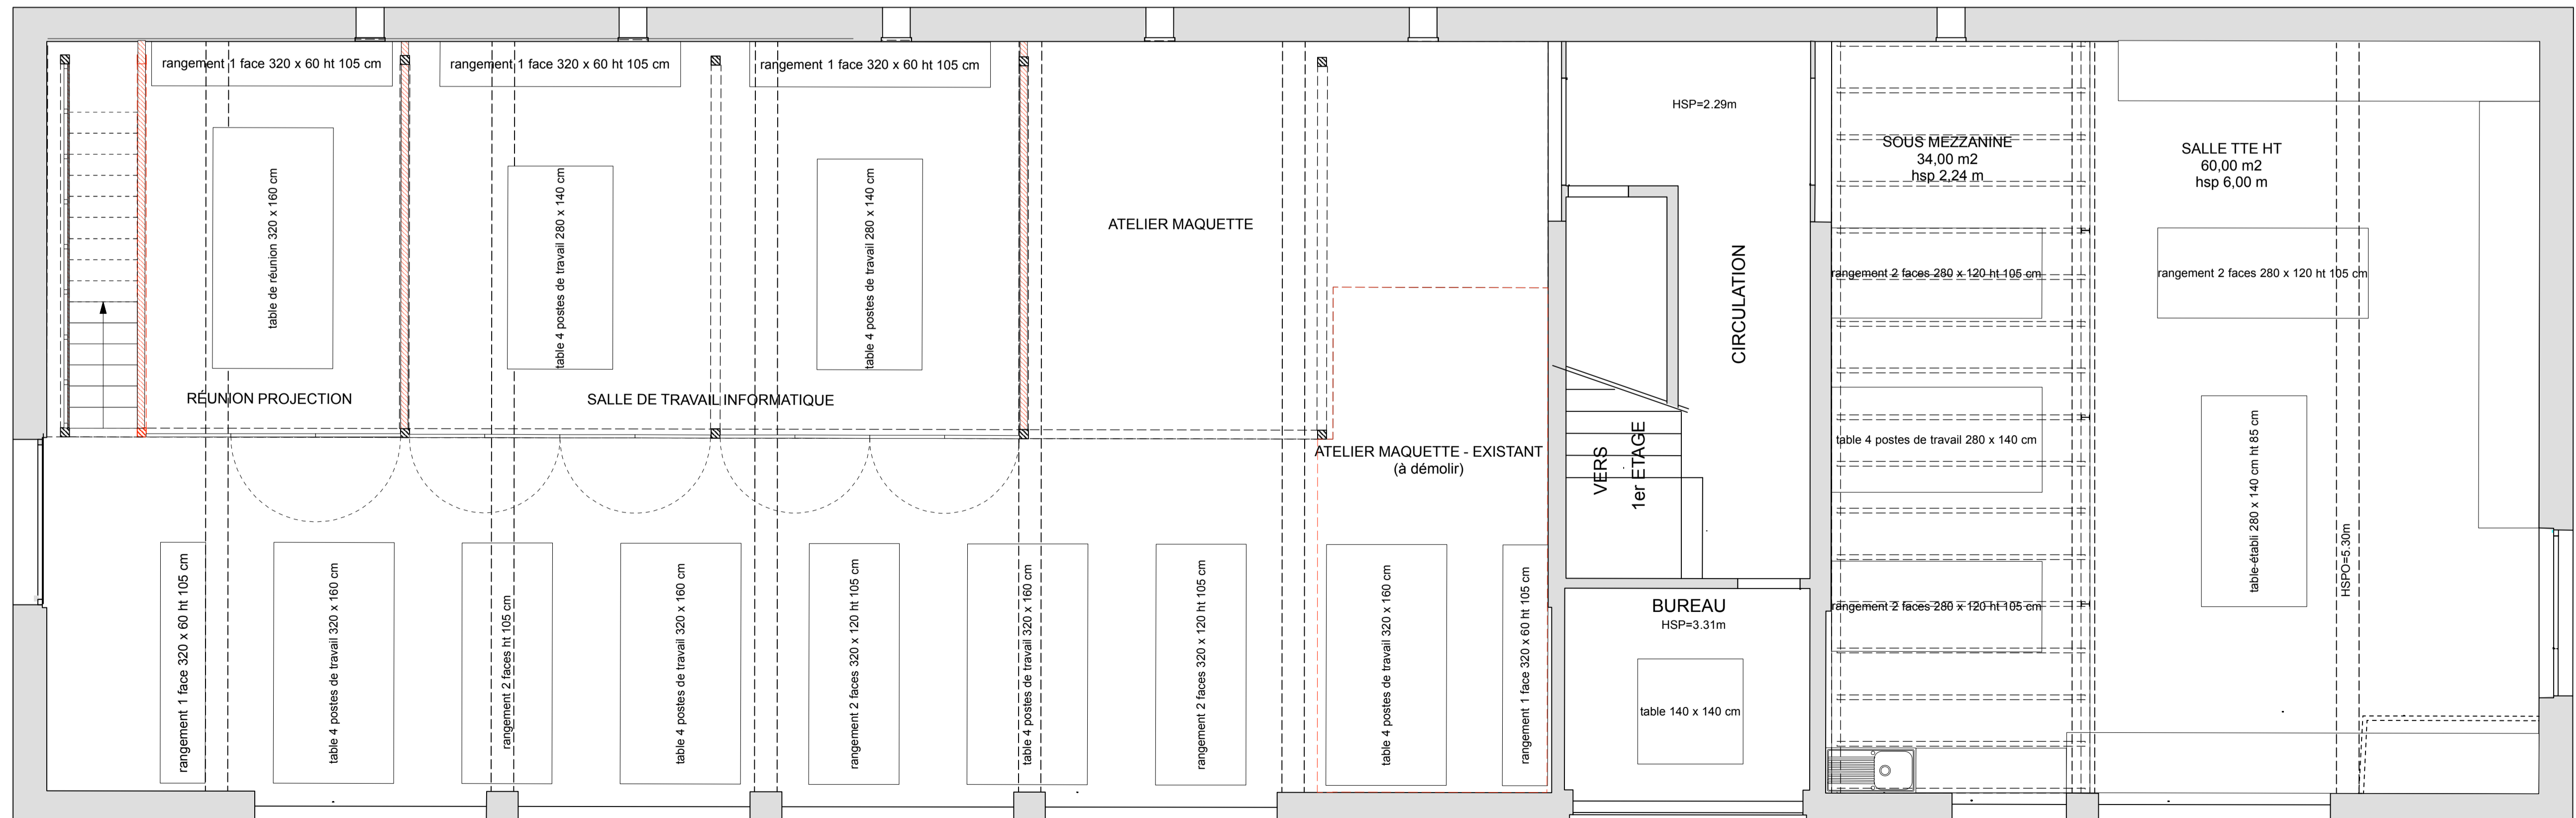 rangement 1 face 320 x 60 ht 105 cm
rangement 1 face 320 x 60 ht 105 cm
rangement 1 face 320 x 60 ht 105 cm
HSP=2.29m
SOUS MEZZANINE
34,00 m2
hsp 2,24 m
SALLE TTE HT
60,00 m2
hsp 6,00 m
table de réunion 320 x 160 cm
table 4 postes de travail 280 x 140 cm
table 4 postes de travail 280 x 140 cm
ATELIER MAQUETTE
CIRCULATION
rangement 2 faces 280 x 120 ht 105 cm
rangement 2 faces 280 x 120 ht 105 cm
RÉUNION PROJECTION
SALLE DE TRAVAIL INFORMATIQUE
ATELIER MAQUETTE - EXISTANT
(à démolir)
VERS
1er ETAGE
table 4 postes de travail 280 x 140 cm
table-établi 280 x 140 cm ht 85 cm
HSPO=5.30m
rangement 1 face 320 x 60 ht 105 cm
table 4 postes de travail 320 x 160 cm
rangement 2 faces ht 105 cm
table 4 postes de travail 320 x 160 cm
rangement 2 faces 320 x 120 ht 105 cm
table 4 postes de travail 320 x 160 cm
rangement 2 faces 320 x 120 ht 105 cm
table 4 postes de travail 320 x 160 cm
rangement 1 face 320 x 60 ht 105 cm
BUREAU
HSP=3.31m
rangement 2 faces 280 x 120 ht 105 cm
table 140 x 140 cm